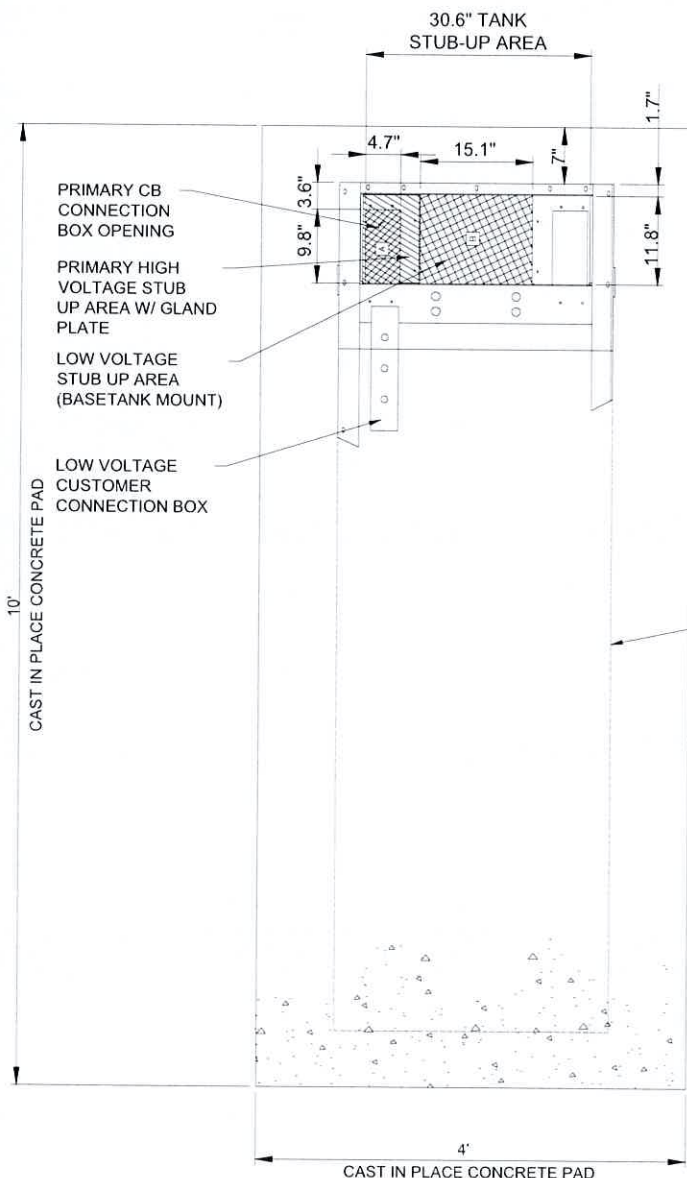 30.6" TANK
STUB-UP AREA
1.7"
4.7"
15.1"
7"
3.6"
9.8"
11.8"
PRIMARY CB
CONNECTION
BOX OPENING
PRIMARY HIGH
VOLTAGE STUB
UP AREA W/ GLAND
PLATE
LOW VOLTAGE
STUB UP AREA
(BASETANK MOUNT)
LOW VOLTAGE
CUSTOMER
CONNECTION BOX
A
B
10'
CAST IN PLACE CONCRETE PAD
4'
CAST IN PLACE CONCRETE PAD